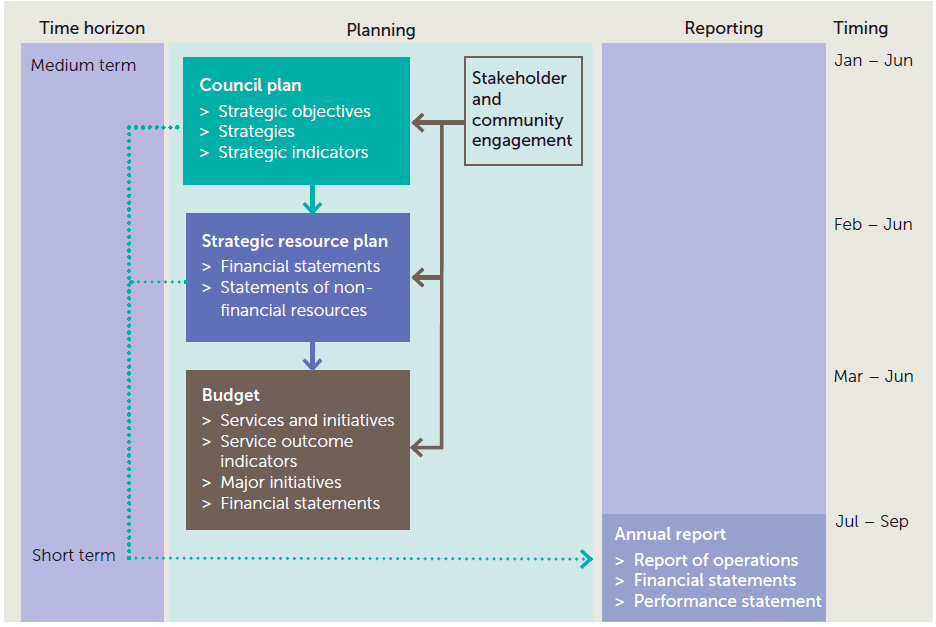 Time horizon
Planning
Reporting
Timing
Medium term
Council plan
> Strategic objectives
> Strategies
> Strategic indicators
Stakeholder
and
community
engagement
Jan – Jun
Strategic resource plan
> Financial statements
> Statements of non-
financial resources
Feb – Jun
Budget
> Services and initiatives
> Service outcome
indicators
> Major initiatives
> Financial statements
Mar – Jun
Short term
Annual report
> Report of operations
> Financial statements
> Performance statement
Jul – Sep